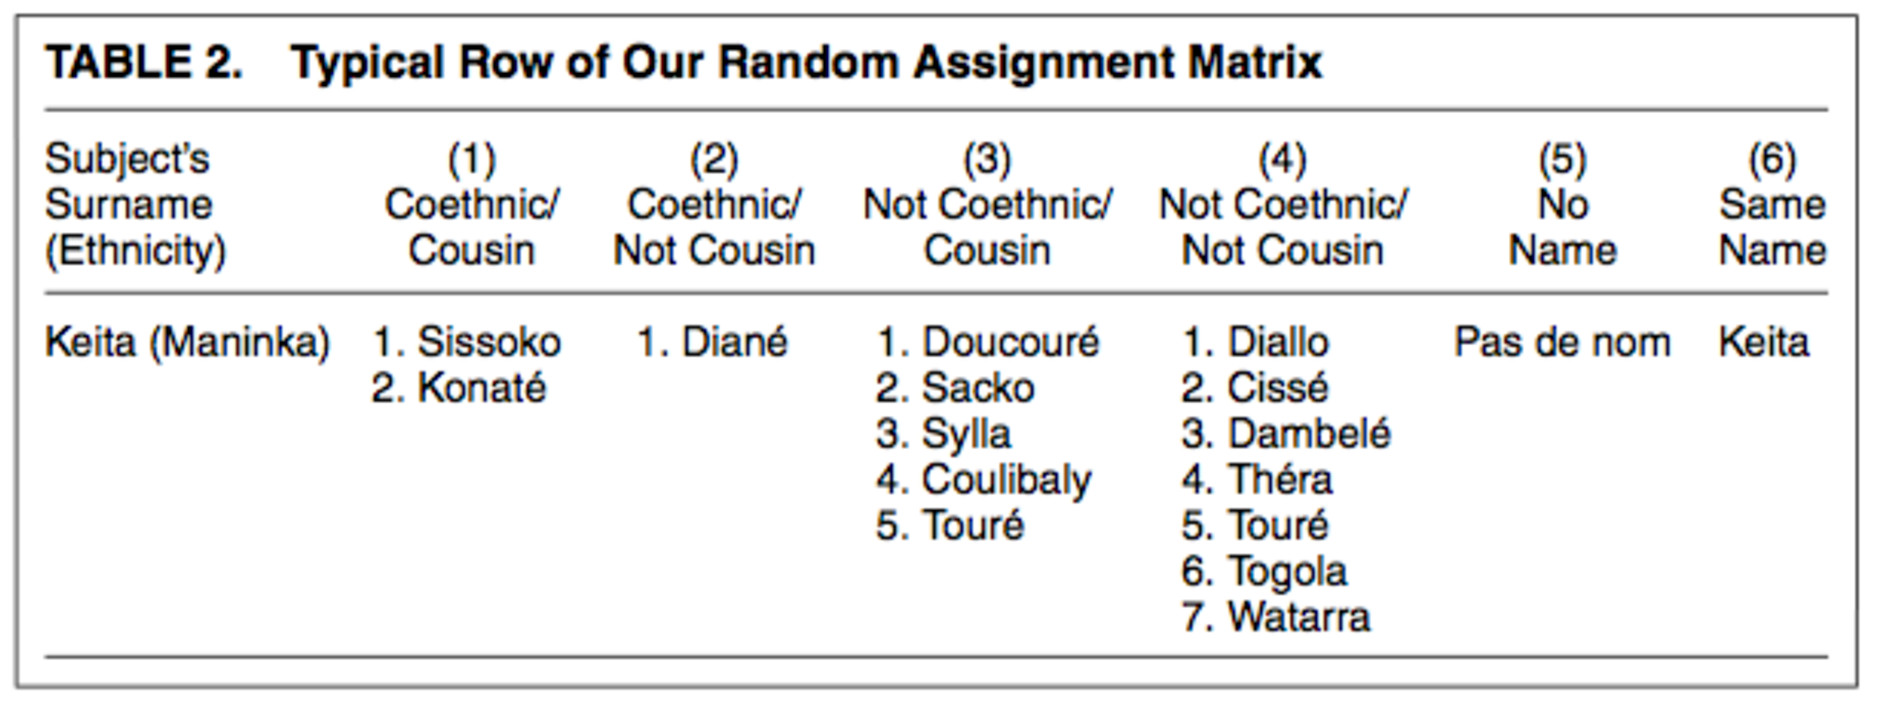 TABLE 2. Typical Row of Our Random Assignment Matrix
Subject's (1) (2) (3) (4) (5) (6)
Surname Coethnic/ Coethnic/ Not Coethnic/ Not Coethnic/ No Same
(Ethnicity) Cousin Not Cousin Cousin Not Cousin Name Name
Keita (Maninka) 1. Sissoko 1. Diané 1. Doucouré 1. Diallo Pas de nom Keita
2. Konaté 2. Sacko 2. Cissé
3. Sylla 3. Dambelé
4. Coulibaly 4. Théra
5. Touré 5. Touré
6. Togola
7. Watarra